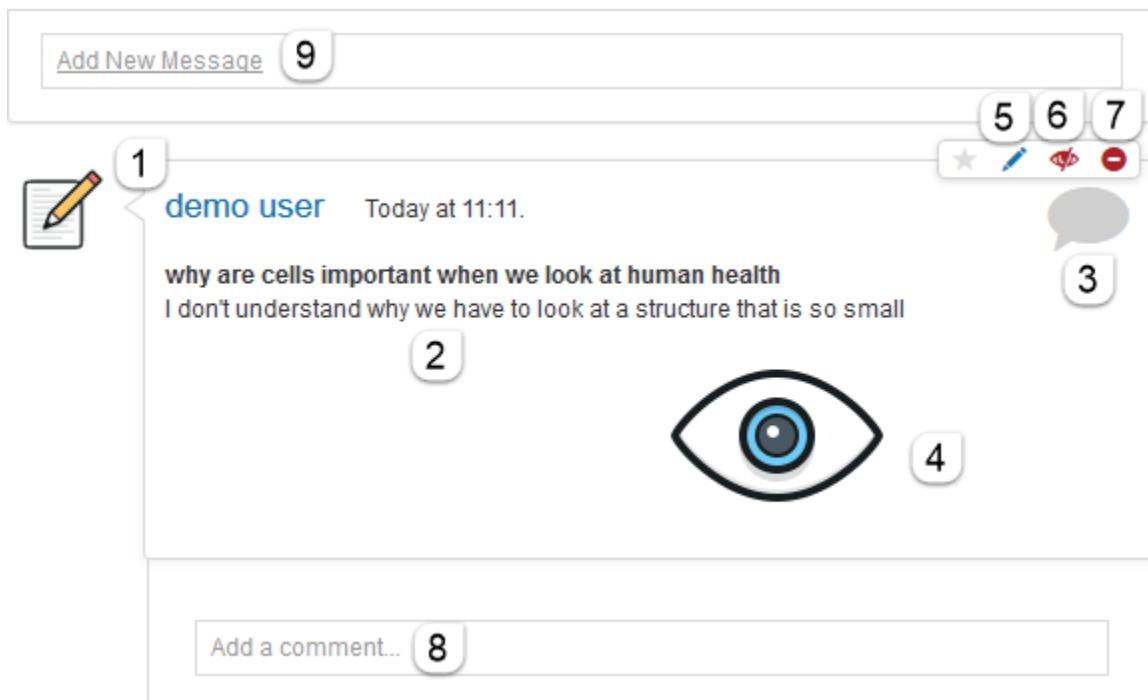 Add New Message 9
5 6 7
1
demo user Today at 11:11.
3
why are cells important when we look at human health
I don't understand why we have to look at a structure that is so small
2
4
Add a comment... 8